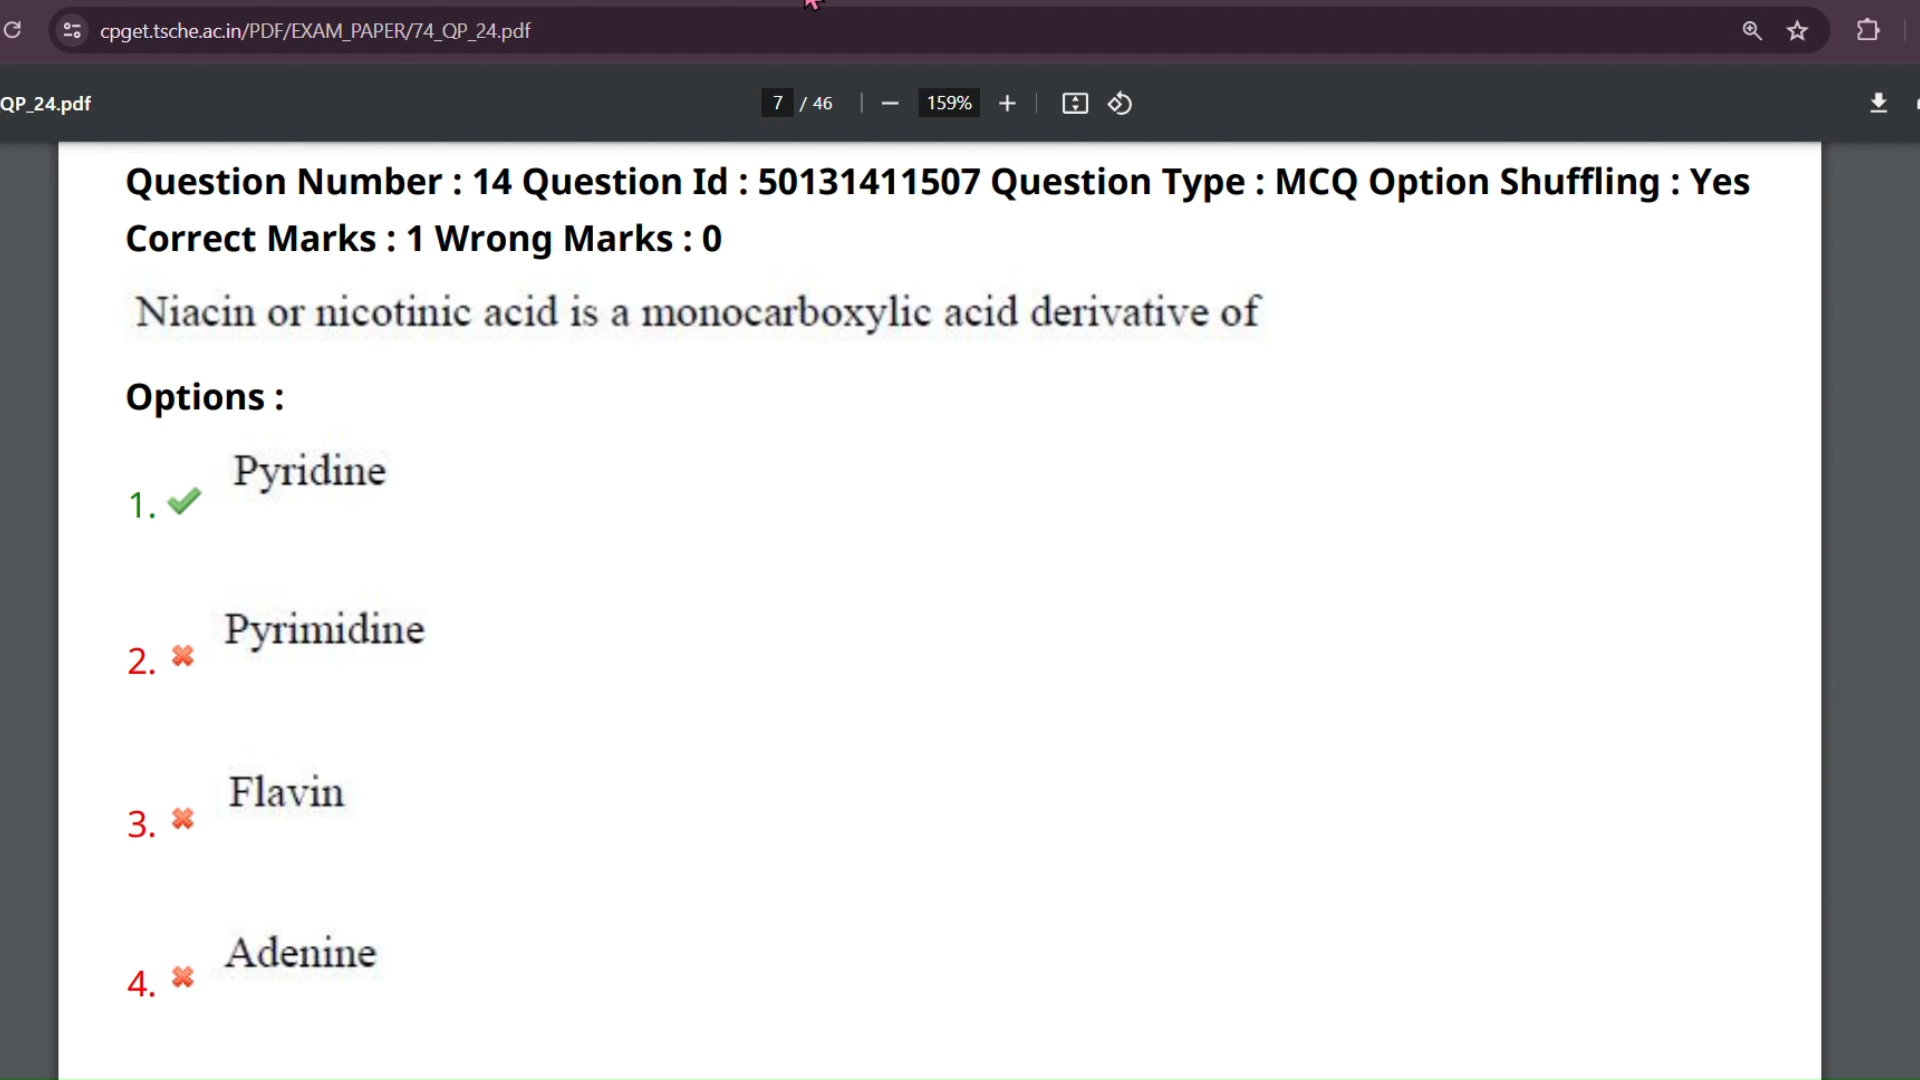 cpget.tsche.ac.in/PDF/EXAM_PAPER/74_QP_24.pdf
QP_24.pdf
7 / 46
159%
Question Number : 14 Question Id : 50131411507 Question Type : MCQ Option Shuffling : Yes
Correct Marks : 1 Wrong Marks : 0
Niacin or nicotinic acid is a monocarboxylic acid derivative of
Options :
1. Pyridine
2. Pyrimidine
3. Flavin
4. Adenine